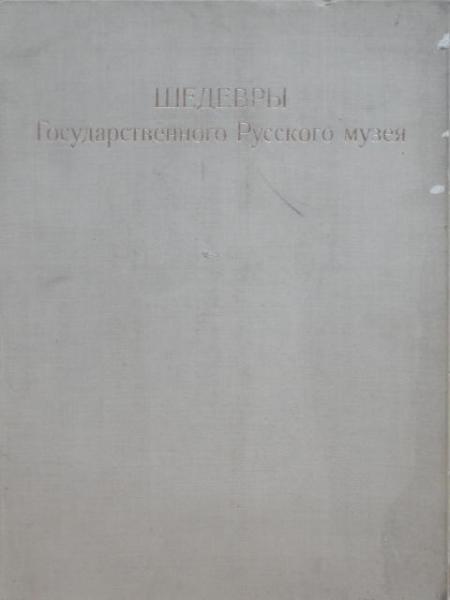 ШЕДЕВРЫ
Государственного Русского музея